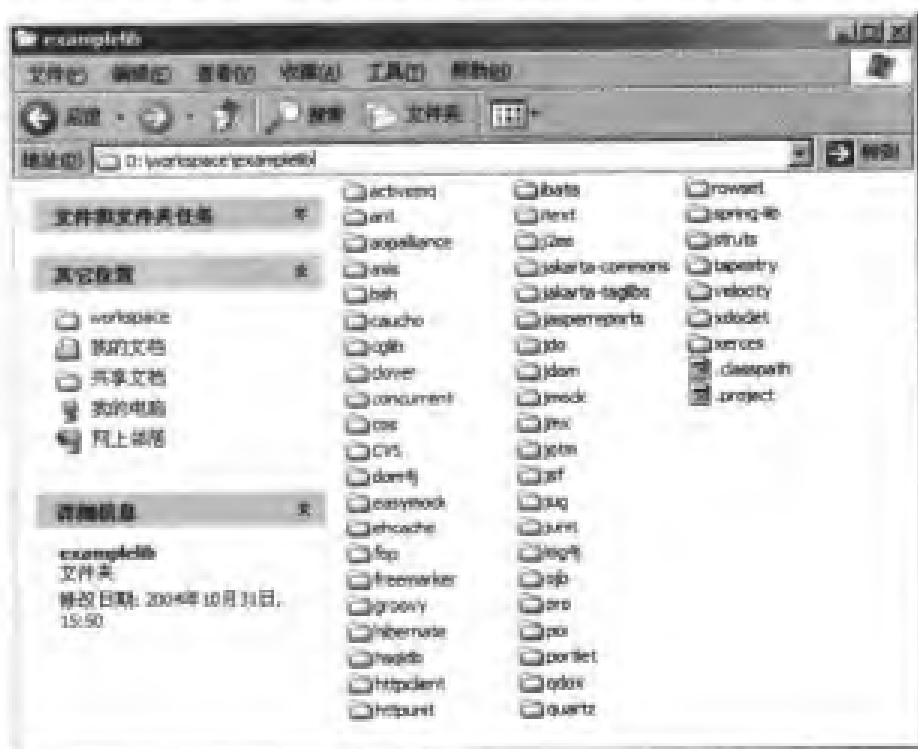 examplelib
文件(F) 编辑(E) 查看(V) 收藏(A) 工具(T) 帮助(H)
后退 搜索 文件夹
地址(D) D:\workspace\examplelib 转到
文件和文件夹任务
其它位置
workspace
我的文档
共享文档
我的电脑
网上邻居
详细信息
examplelib
文件夹
修改日期: 2004年10月31日,
15:50
activemq
ant
aopalliance
axis
bsh
caucho
cglib
clover
concurrent
cos
CVS
dom4j
easymock
ehcache
fop
freemarker
groovy
hibernate
hsqldb
httpclient
httpunit
ibatis
itext
j2ee
jakarta-commons
jakarta-taglibs
jasperreports
jdo
jdom
jmock
jmx
jotm
jsf
jug
junit
log4j
ojb
oro
poi
portlet
qdox
quartz
rowset
spring-lib
struts
tapestry
velocity
xdoclet
xerces
.classpath
.project